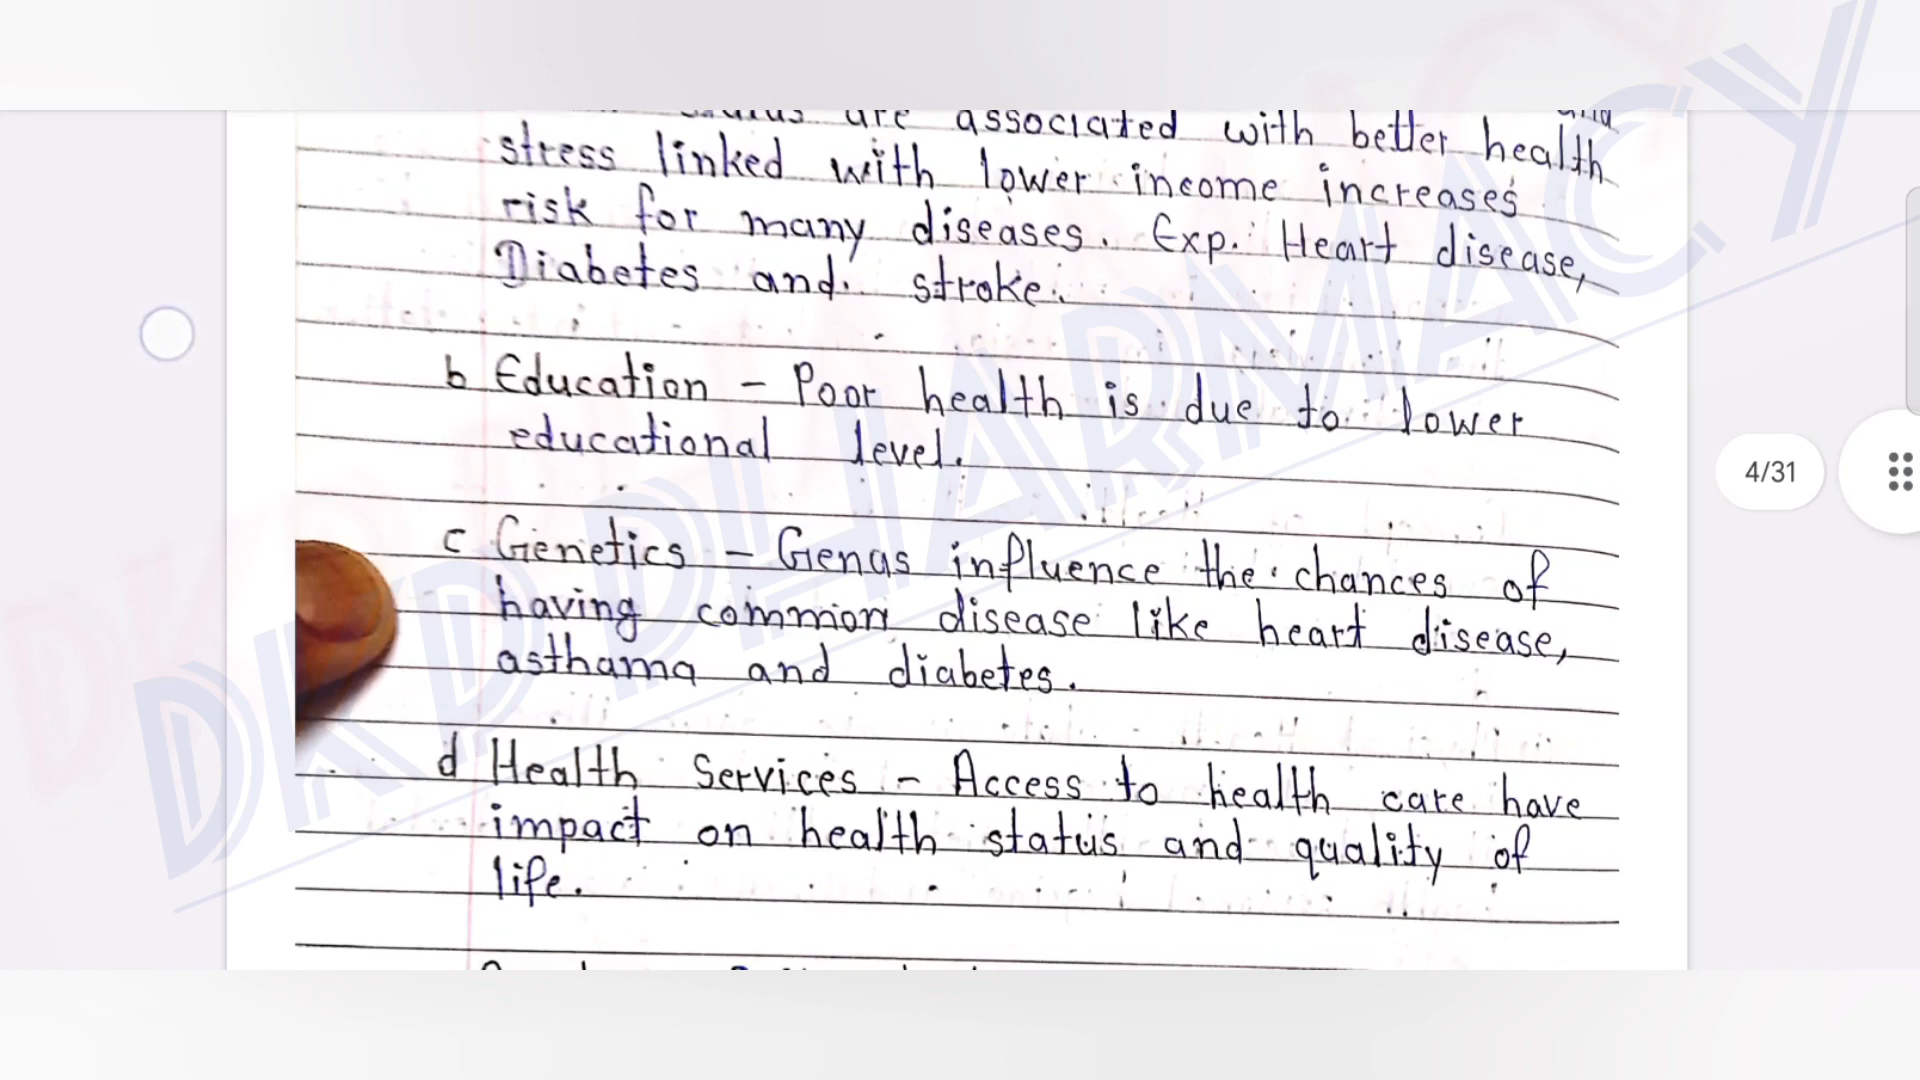 are associated with better health and
stress linked with lower income increases
risk for many diseases. Exp. Heart disease,
Diabetes and stroke.
b Education - Poor health is due to lower
educational level.
c Genetics - Genas influence the chances of
having common disease like heart disease,
asthama and diabetes.
d Health Services - Access to health care have
impact on health status and quality of
life.
4/31
DKP DHARMACY